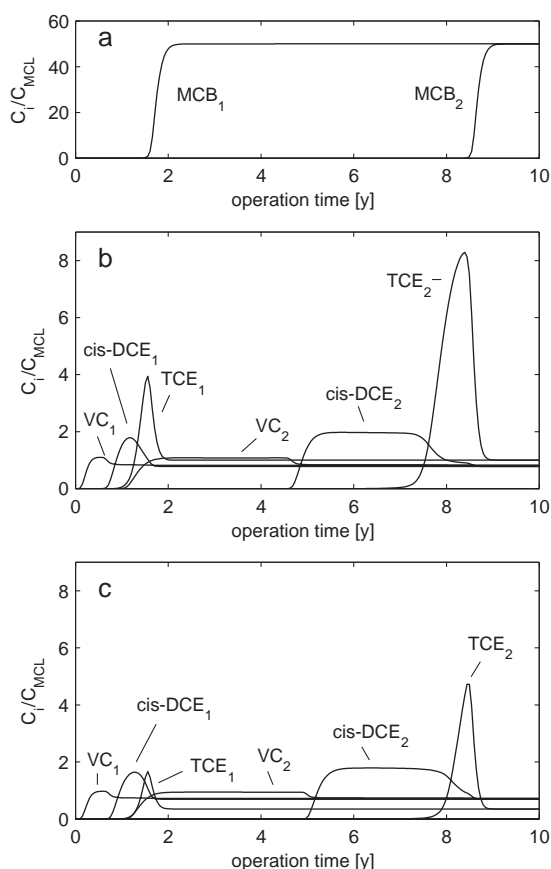 a
60
40
20
0
C_i/C_MCL
MCB_1
MCB_2
0 2 4 6 8 10
operation time [y]
b
8
6
4
2
0
C_i/C_MCL
VC_1
cis-DCE_1
TCE_1
VC_2
cis-DCE_2
TCE_2
0 2 4 6 8 10
operation time [y]
c
8
6
4
2
0
C_i/C_MCL
VC_1
cis-DCE_1
TCE_1
VC_2
cis-DCE_2
TCE_2
0 2 4 6 8 10
operation time [y]